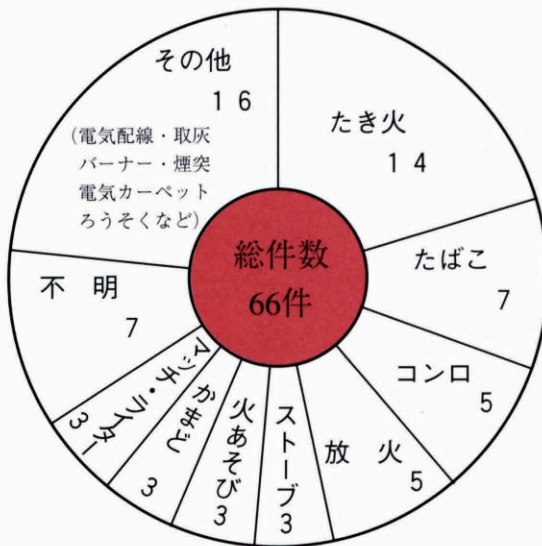 たき火
14
たばこ
7
コンロ
5
放火
5
ストーブ
3
火あそび
3
かまど
3
マッチ・ライター
3
不明
7
その他
16
(電気配線・取灰
バーナー・煙突
電気カーペット
ろうそくなど)
総件数
66件